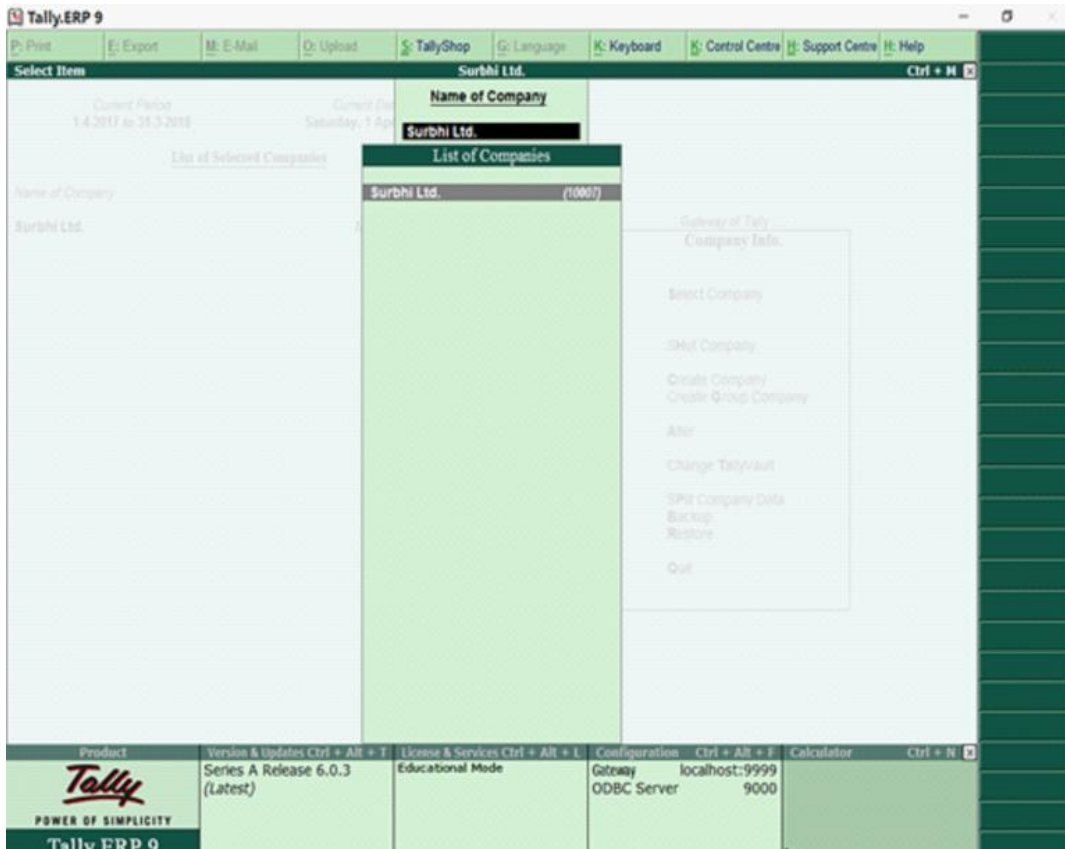 Tally.ERP 9
P: Print E: Export M: E-Mail O: Upload S: TallyShop G: Language K: Keyboard K: Control Centre H: Support Centre H: Help
Select Item Surbhi Ltd. Ctrl + M
Name of Company
Surbhi Ltd.
Current Period
1-4-2017 to 31-3-2018
Saturday, 1
List of Selected Companies
Name of Company
Surbhi Ltd.
List of Companies
Surbhi Ltd. (10007)
Gateway of Tally
Company Info.
Select Company
SHut Company
Create Company
Create Group Company
Alter
Change TallyVault
SPlit Company Data
Backup
Restore
Quit
Product
Tally
POWER OF SIMPLICITY
Tally.ERP 9
Version & Updates Ctrl + Alt + T
Series A Release 6.0.3
(Latest)
License & Services Ctrl + Alt + L
Educational Mode
Configuration Ctrl + Alt + F
Gateway localhost:9999
ODBC Server 9000
Calculator Ctrl + N